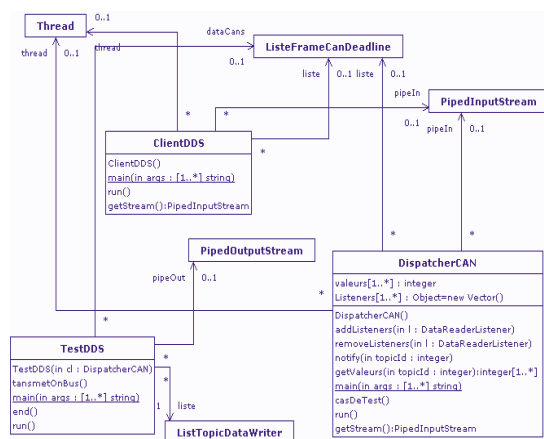 Thread
0..1
dataCans
ListeFrameCanDeadline
thread
0..1
thread
0..1
liste
0..1
liste
pipeIn
PipedInputStream
0..1
pipeIn
0..1
*
*
*
ClientDDS
ClientDDS()
main(in args : [1..*] string)
run()
getStream():PipedInputStream
*
*
PipedOutputStream
pipeOut
0..1
DispatcherCAN
valeurs[1..*] : integer
Listeners[1..*] : Object=new Vector()
DispatcherCAN()
addListeners(in l : DataReaderListener)
removeListeners(in l : DataReaderListener)
notify(in topicId : integer)
getValeurs(in topicId : integer):integer[1..*]
main(in args : [1..*] string)
casDeTest()
run()
getStream():PipedInputStream
*
*
TestDDS
TestDDS(in cl : DispatcherCAN)
tansmetOnBus()
main(in args : [1..*] string)
end()
run()
*
*
1
liste
ListTopicDataWriter